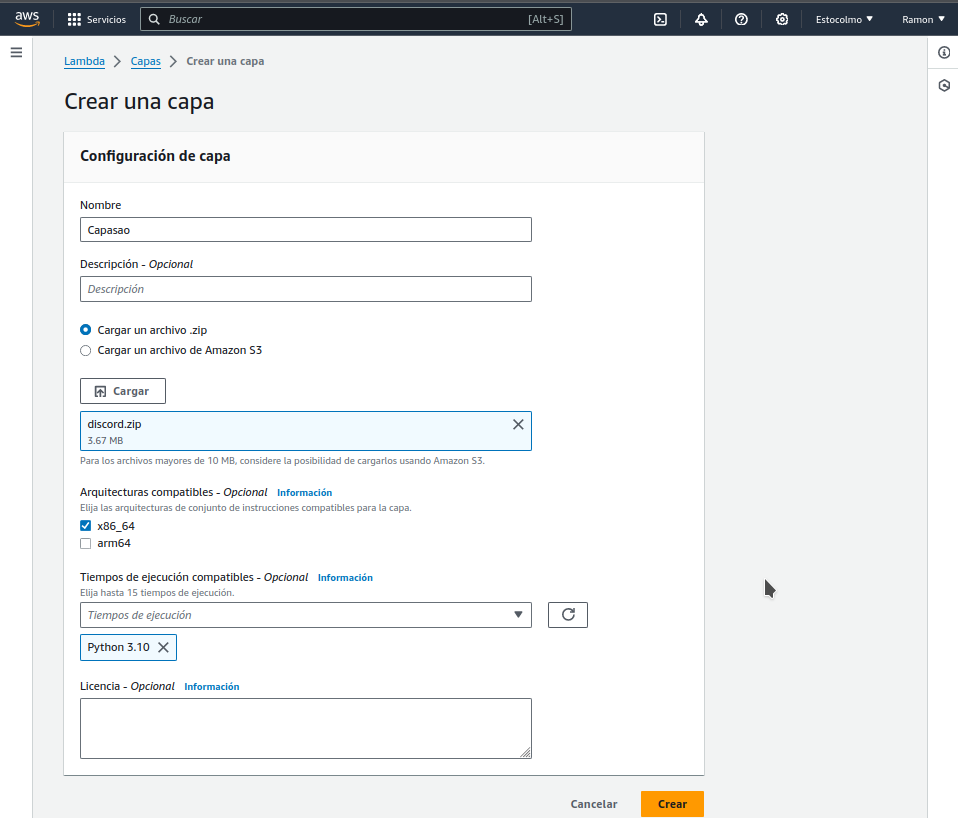 aws Servicios Buscar [Alt+S] Estocolmo Ramon
Lambda Capas Crear una capa
Crear una capa
Configuración de capa
Nombre
Capasao
Descripción - Opcional
Descripción
Cargar un archivo .zip
Cargar un archivo de Amazon S3
Cargar
discord.zip
3.67 MB
Para los archivos mayores de 10 MB, considere la posibilidad de cargarlos usando Amazon S3.
Arquitecturas compatibles - Opcional Información
Elija las arquitecturas de conjunto de instrucciones compatibles para la capa.
x86_64
arm64
Tiempos de ejecución compatibles - Opcional Información
Elija hasta 15 tiempos de ejecución.
Tiempos de ejecución
Python 3.10
Licencia - Opcional Información
Cancelar Crear